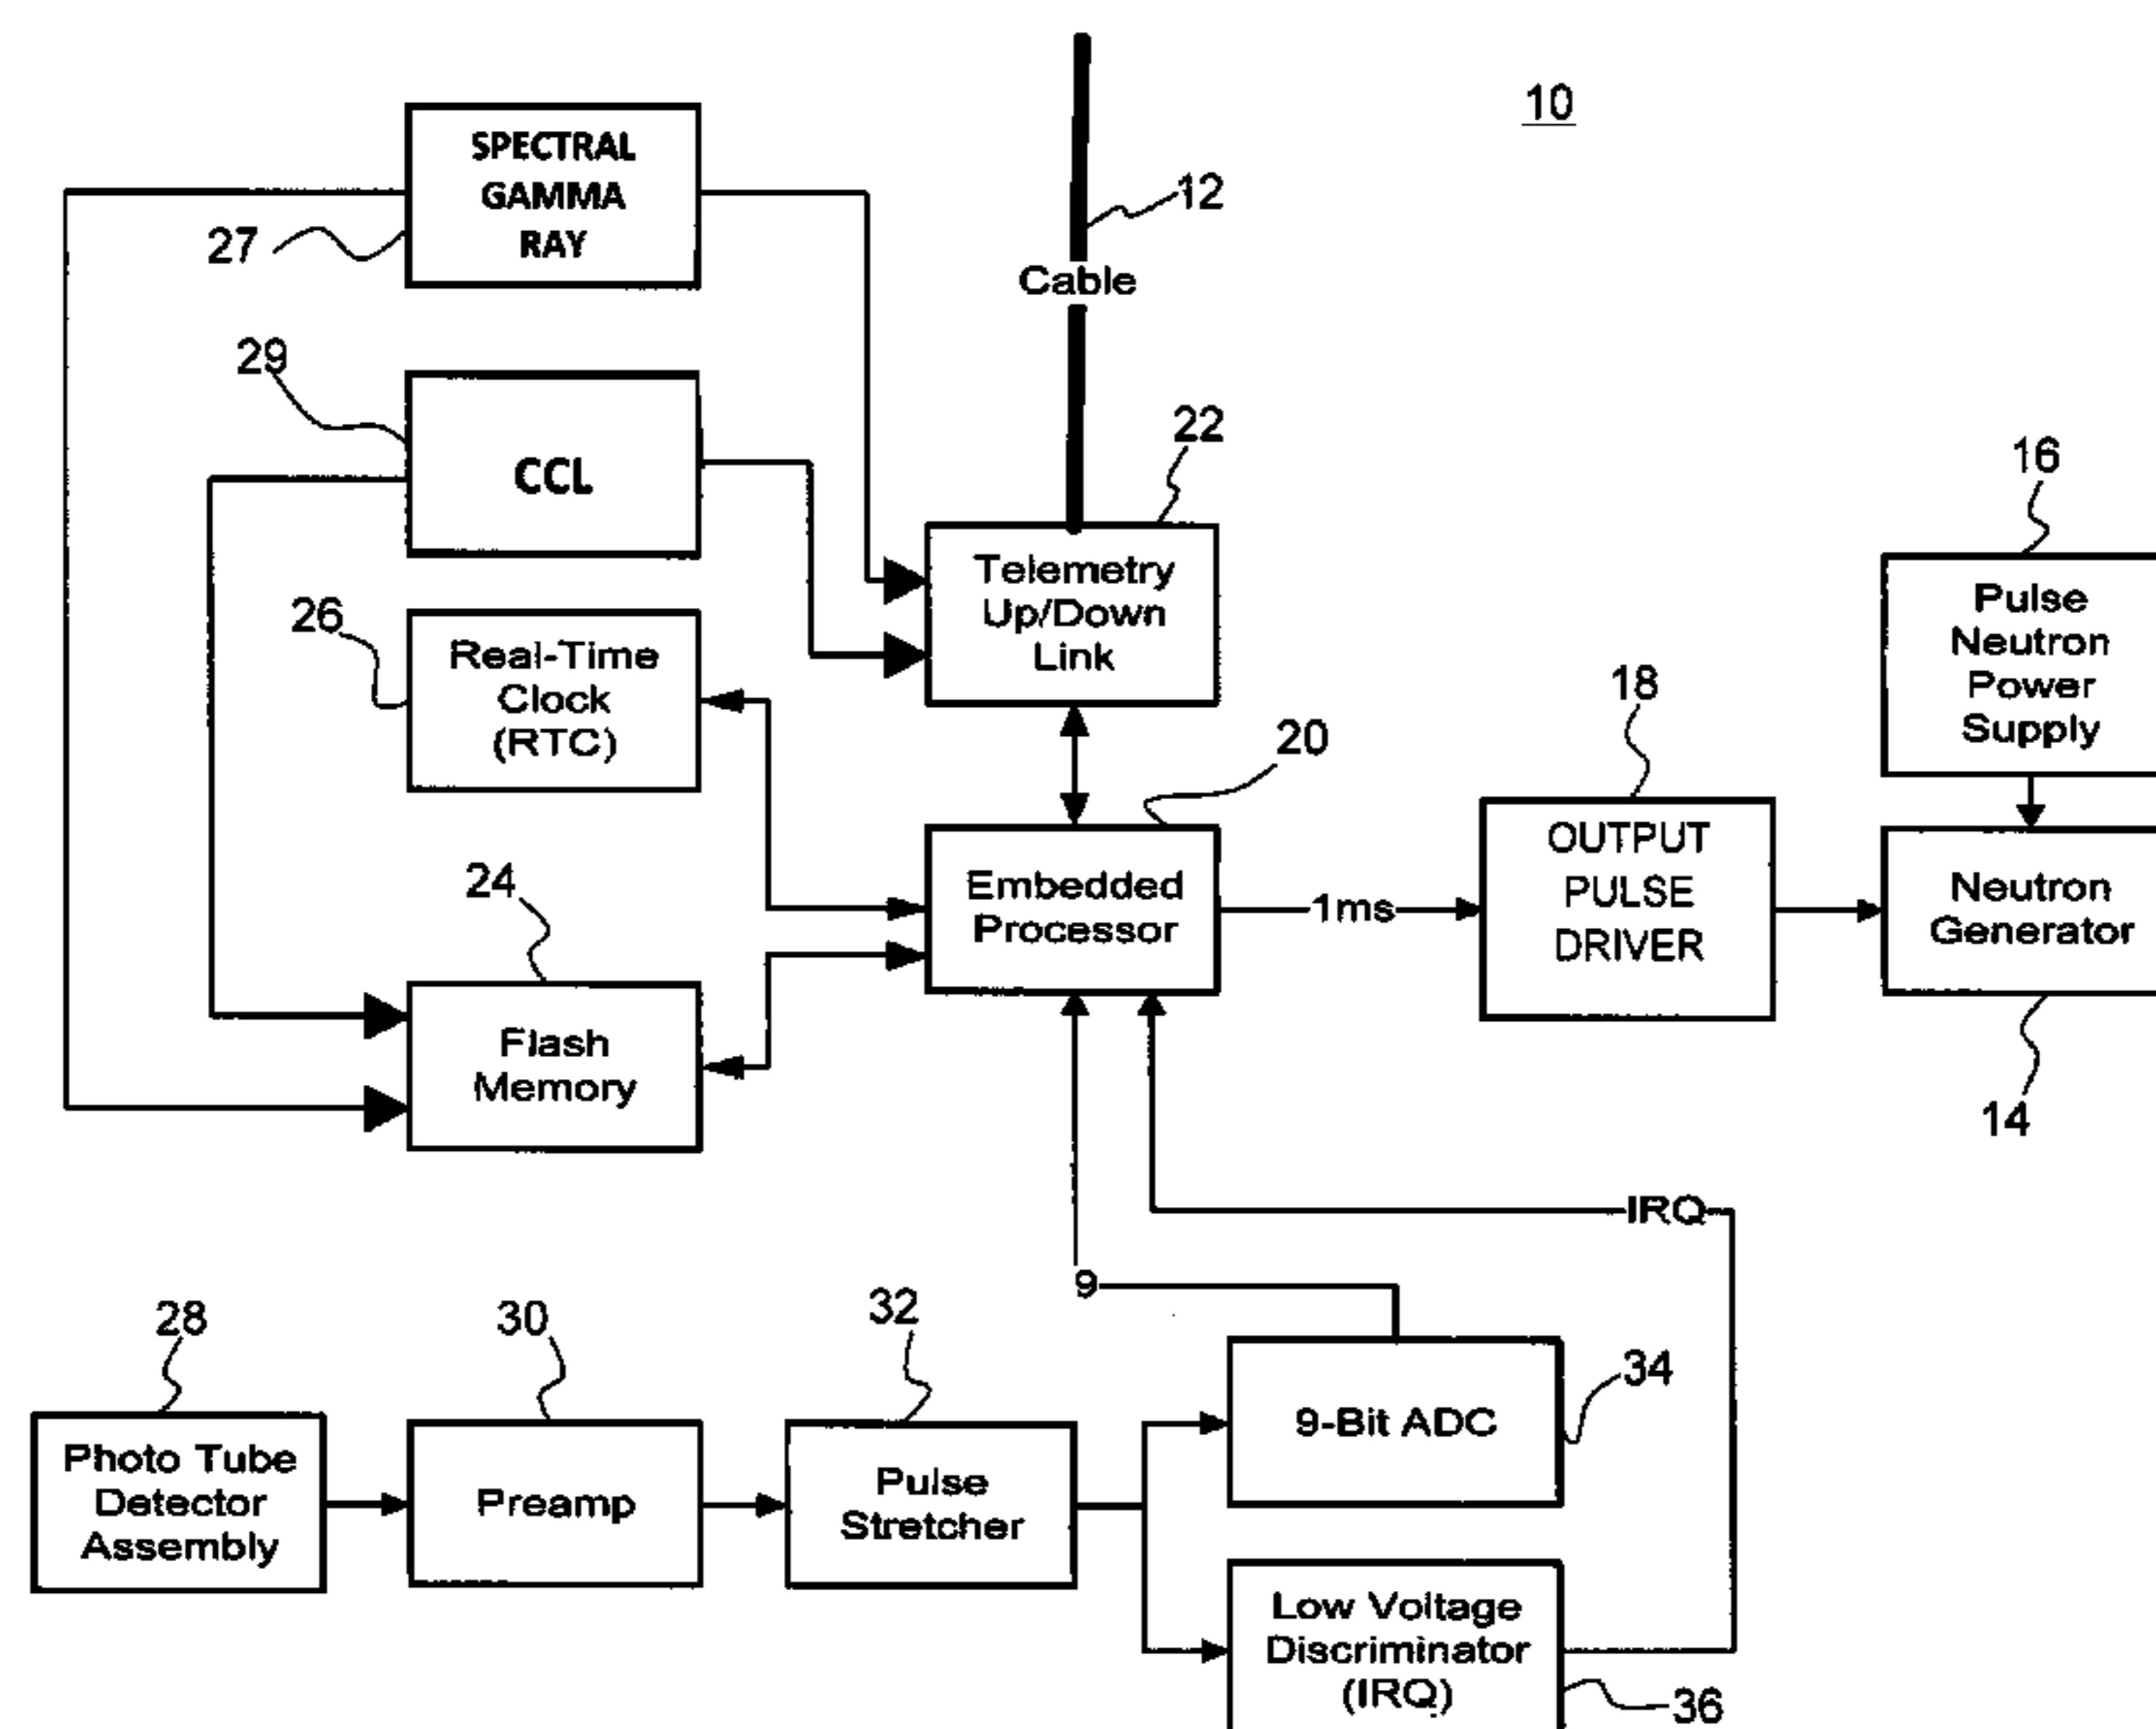 10
SPECTRAL
GAMMA
RAY
27
12
Cable
29
CCL
22
Telemetry
Up/Down
Link
26
Real-Time
Clock
(RTC)
16
Pulse
Neutron
Power
Supply
18
OUTPUT
PULSE
DRIVER
20
Embedded
Processor
1ms
Neutron
Generator
14
24
Flash
Memory
IRQ
9
28
Photo Tube
Detector
Assembly
30
Preamp
32
Pulse
Stretcher
34
9-Bit ADC
Low Voltage
Discriminator
(IRQ)
36